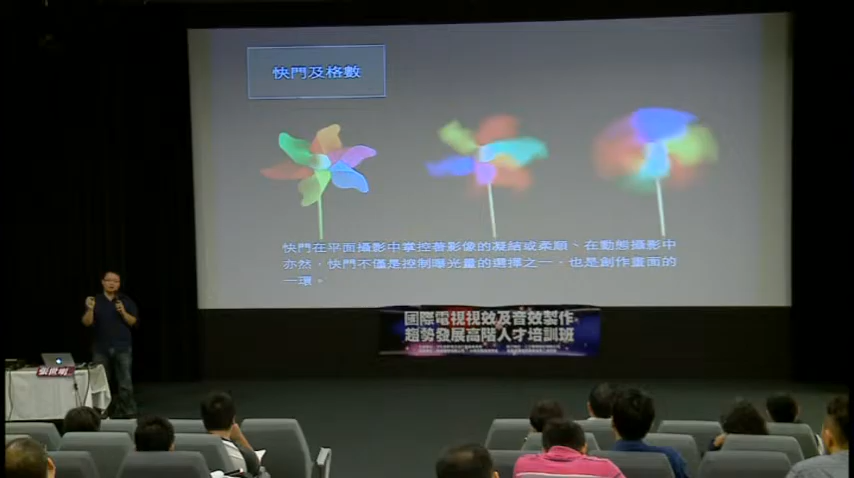 快門及格數
快門在平面攝影中掌控著影像的凝結或柔順、在動態攝影中
亦然。快門不僅是控制曝光量的選擇之一，也是創作畫面的
一環。
國際電視視效及音效製作
趨勢發展高階人才培訓班
張世明